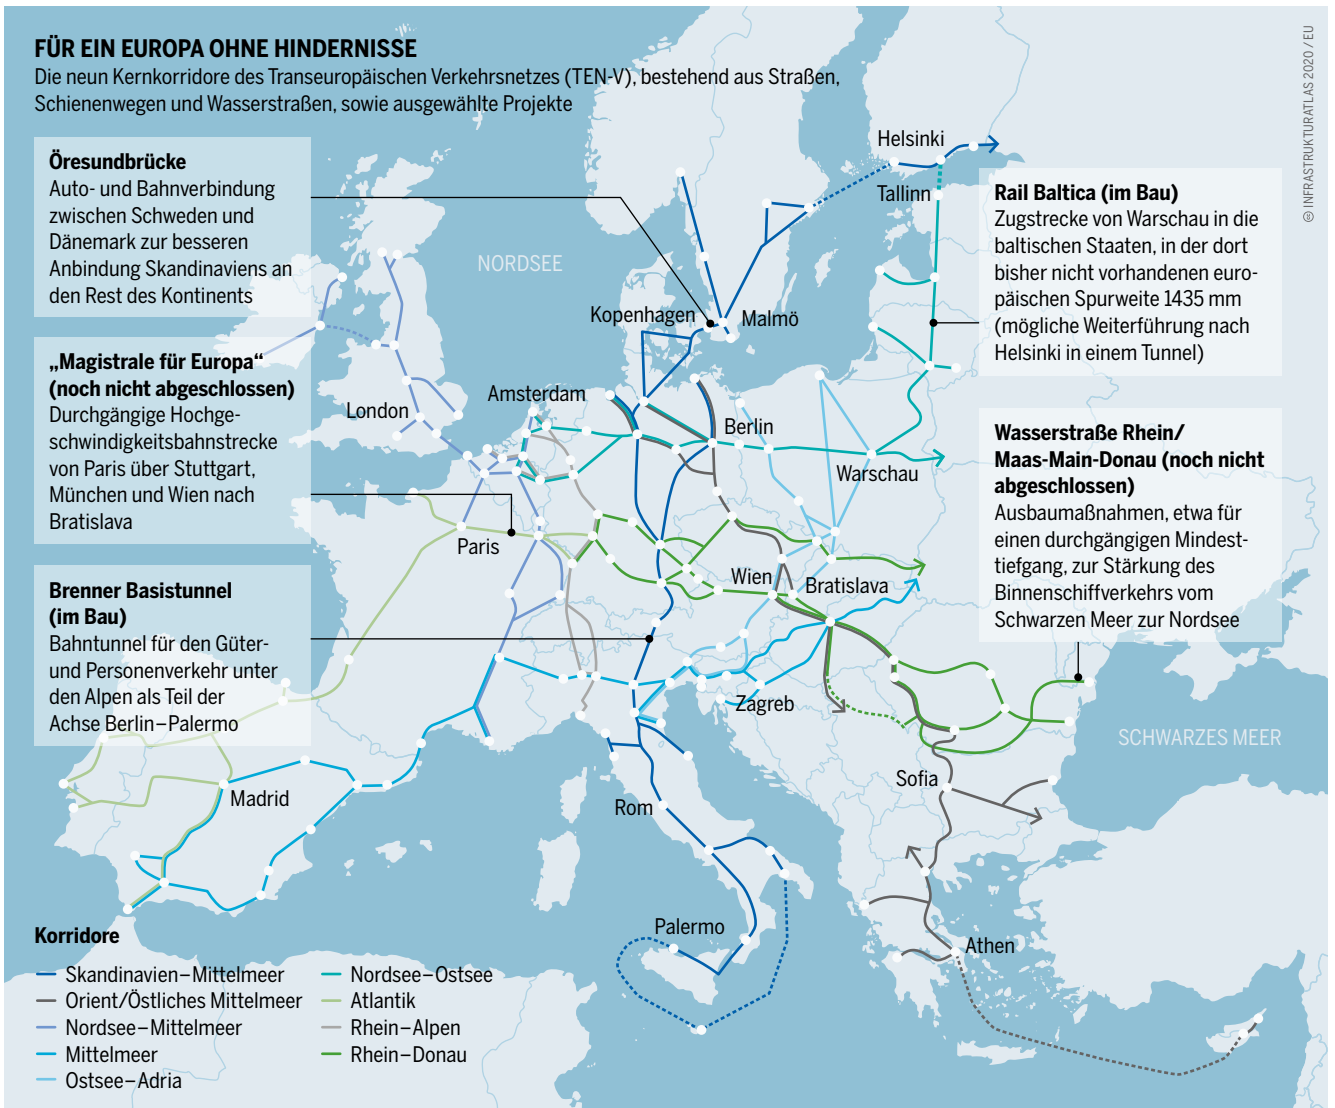 FÜR EIN EUROPA OHNE HINDERNISSE
Die neun Kernkorridore des Transeuropäischen Verkehrsnetzes (TEN-V), bestehend aus Straßen,
Schienenwegen und Wasserstraßen, sowie ausgewählte Projekte
Öresundbrücke
Auto- und Bahnverbindung
zwischen Schweden und
Dänemark zur besseren
Anbindung Skandinaviens an
den Rest des Kontinents
„Magistrale für Europa“
(noch nicht abgeschlossen)
Durchgängige Hochge-
schwindigkeitsbahnstrecke
von Paris über Stuttgart,
München und Wien nach
Bratislava
Brenner Basistunnel
(im Bau)
Bahntunnel für den Güter-
und Personenverkehr unter
den Alpen als Teil der
Achse Berlin–Palermo
Rail Baltica (im Bau)
Zugstrecke von Warschau in die
baltischen Staaten, in der dort
bisher nicht vorhandenen euro-
päischen Spurweite 1435 mm
(mögliche Weiterführung nach
Helsinki in einem Tunnel)
Wasserstraße Rhein/
Maas-Main-Donau (noch nicht
abgeschlossen)
Ausbaumaßnahmen, etwa für
einen durchgängigen Mindest-
tiefgang, zur Stärkung des
Binnenschiffverkehrs vom
Schwarzen Meer zur Nordsee
Helsinki
Tallinn
NORDSEE
Kopenhagen
Malmö
Amsterdam
London
Berlin
Warschau
Paris
Wien
Bratislava
Zagreb
SCHWARZES MEER
Sofia
Madrid
Rom
Palermo
Athen
Korridore
Skandinavien–Mittelmeer
Orient/Östliches Mittelmeer
Nordsee–Mittelmeer
Mittelmeer
Ostsee–Adria
Nordsee–Ostsee
Atlantik
Rhein–Alpen
Rhein–Donau
© INFRASTRUKTURATLAS 2020 / EU